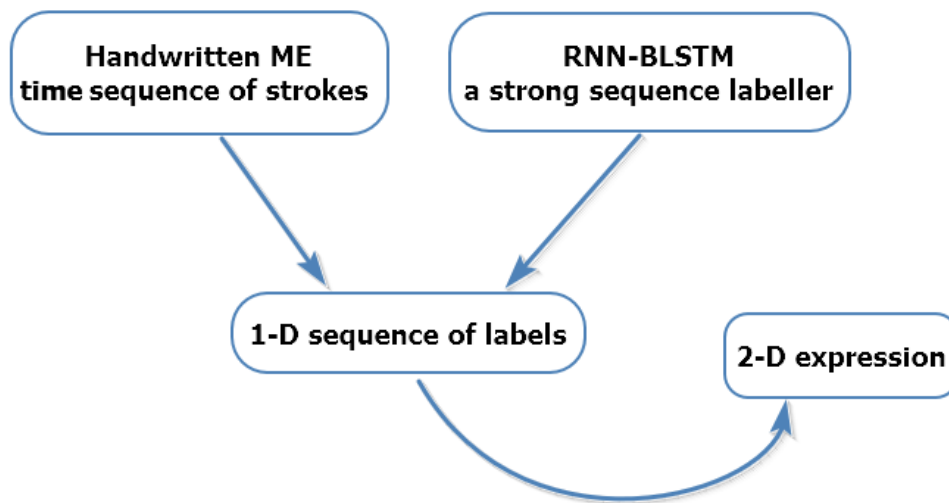 Handwritten ME
time sequence of strokes
RNN-BLSTM
a strong sequence labeller
1-D sequence of labels
2-D expression